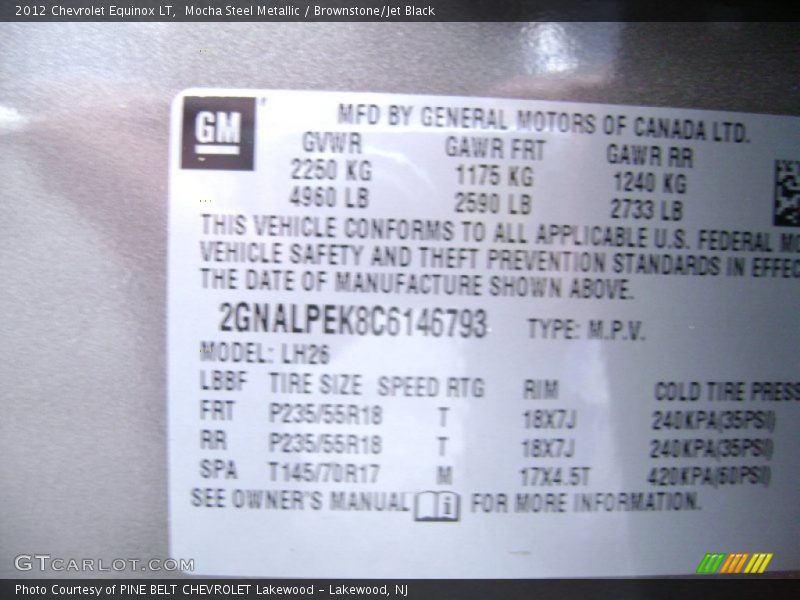 2012 Chevrolet Equinox LT,  Mocha Steel Metallic / Brownstone/Jet Black
GM
MFD BY GENERAL MOTORS OF CANADA LTD.
GVWR GAWR FRT GAWR RR
2250 KG 1175 KG 1240 KG
4960 LB 2590 LB 2733 LB
THIS VEHICLE CONFORMS TO ALL APPLICABLE U.S. FEDERAL MO
VEHICLE SAFETY AND THEFT PREVENTION STANDARDS IN EFFEC
THE DATE OF MANUFACTURE SHOWN ABOVE.
2GNALPEK8C6146793 TYPE: M.P.V.
MODEL: LH26
LBBF TIRE SIZE SPEED RTG RIM COLD TIRE PRESS
FRT P235/55R18 T 18X7J 240KPA(35PSI)
RR P235/55R18 T 18X7J 240KPA(35PSI)
SPA T145/70R17 M 17X4.5T 420KPA(60PSI)
SEE OWNER'S MANUAL i FOR MORE INFORMATION.
GTCARLOT.COM
Photo Courtesy of PINE BELT CHEVROLET Lakewood - Lakewood, NJ